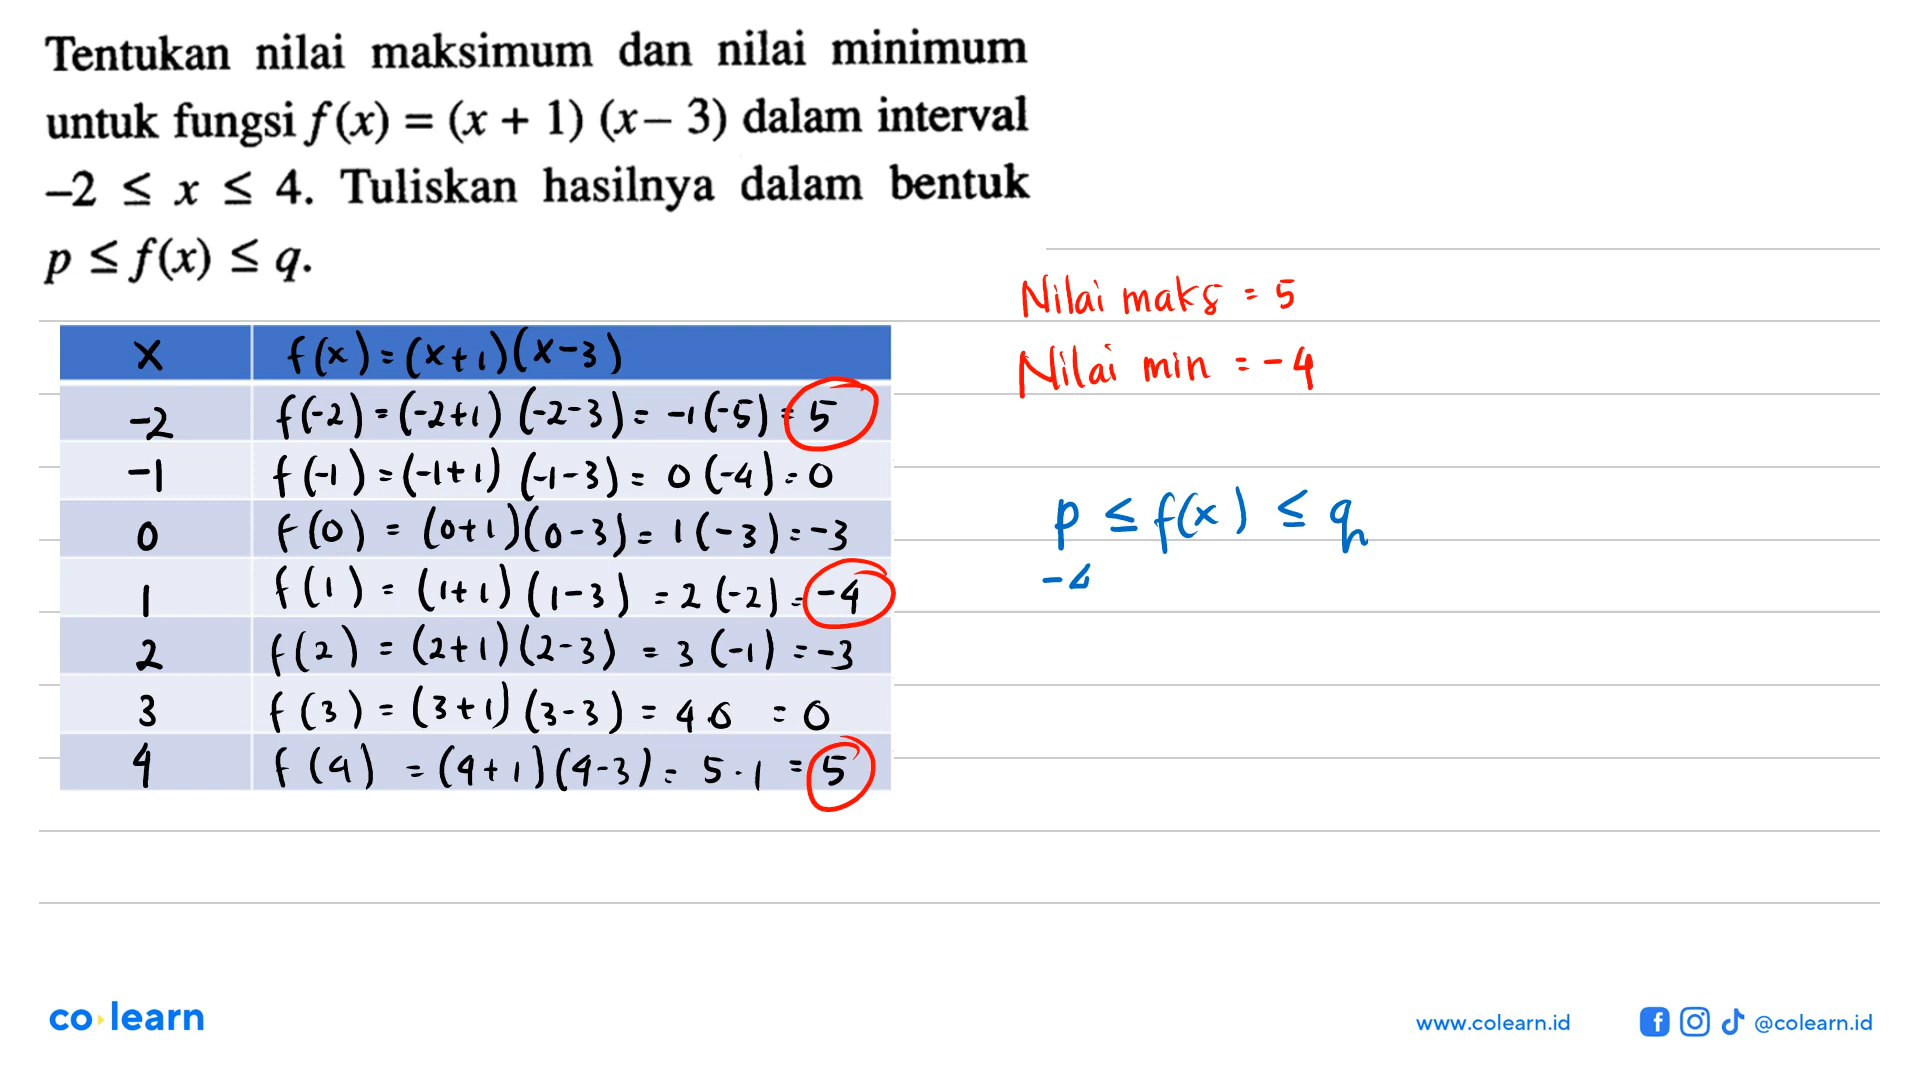 Tentukan nilai maksimum dan nilai minimum
untuk fungsi f(x) = (x + 1) (x – 3) dalam interval
–2 ≤ x ≤ 4. Tuliskan hasilnya dalam bentuk
p ≤ f(x) ≤ q.
Nilai maks = 5
Nilai min = -4
x f(x) = (x+1)(x-3)
-2 f(-2) = (-2+1) (-2-3) = -1(-5) = 5
-1 f(-1) = (-1+1) (-1-3) = 0 (-4) = 0
0 f(0) = (0+1)(0-3) = 1(-3) = -3
1 f(1) = (1+1) (1-3) = 2 (-2) = -4
2 f(2) = (2+1)(2-3) = 3 (-1) = -3
3 f(3) = (3+1) (3-3) = 4.0 = 0
4 f(4) = (4+1)(4-3) = 5.1 = 5
p ≤ f(x) ≤ q
-4
co learn
www.colearn.id
@colearn.id